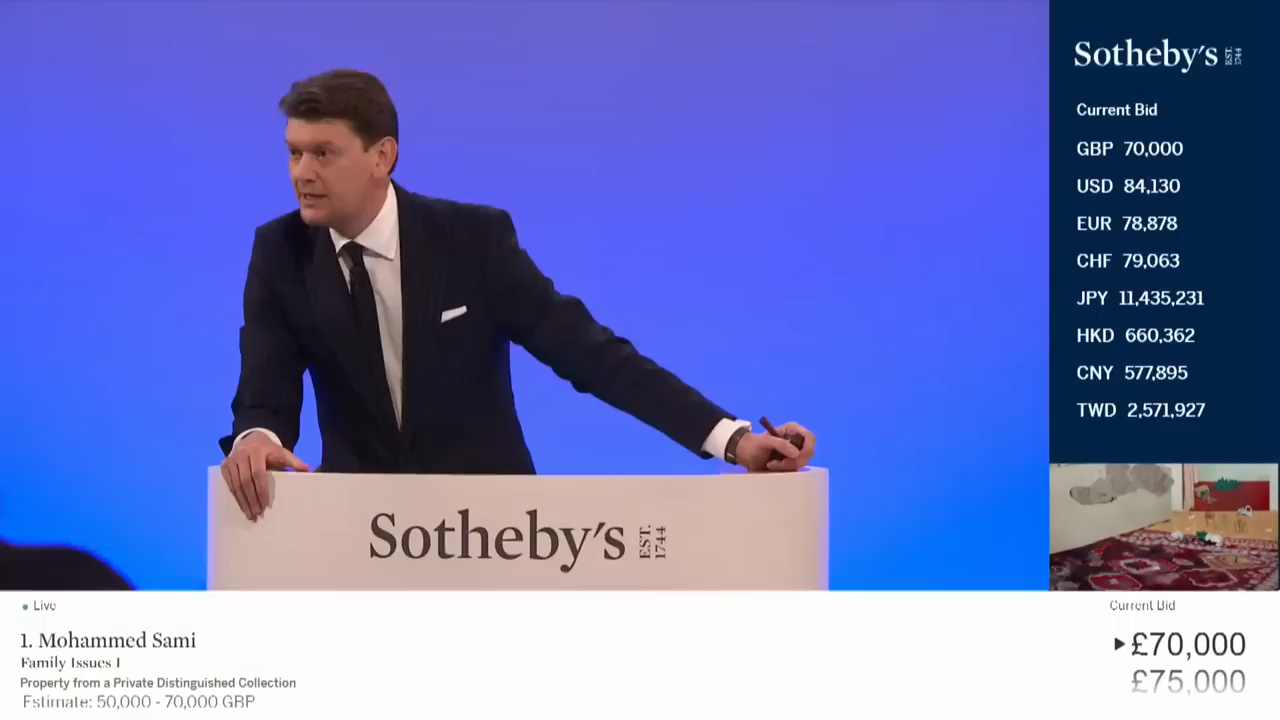 Sotheby's EST. 1744
Current Bid
GBP 70,000
USD 84,130
EUR 78,878
CHF 79,063
JPY 11,435,231
HKD 660,362
CNY 577,895
TWD 2,571,927
Sotheby's EST. 1744
Live
1. Mohammed Sami
Family Issues I
Property from a Private Distinguished Collection
Estimate: 50,000 - 70,000 GBP
Current Bid
£70,000
£75,000